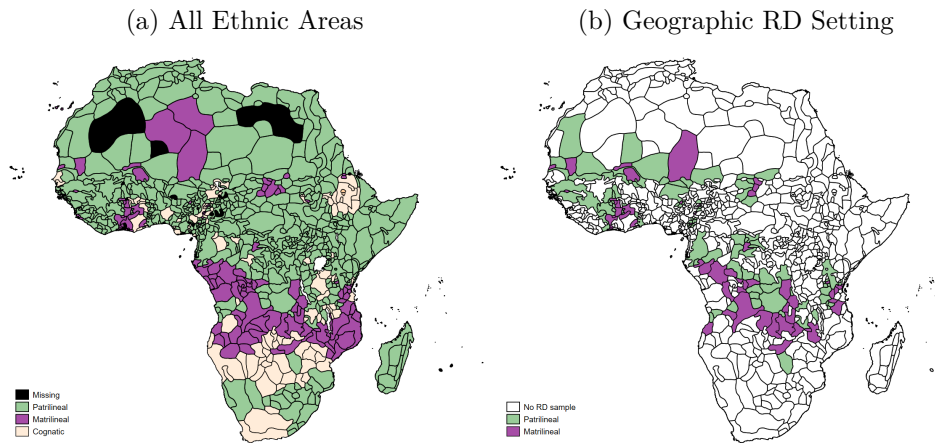 (a) All Ethnic Areas
(b) Geographic RD Setting
Missing
Patrilineal
Matrilineal
Cognatic
No RD sample
Patrilineal
Matrilineal